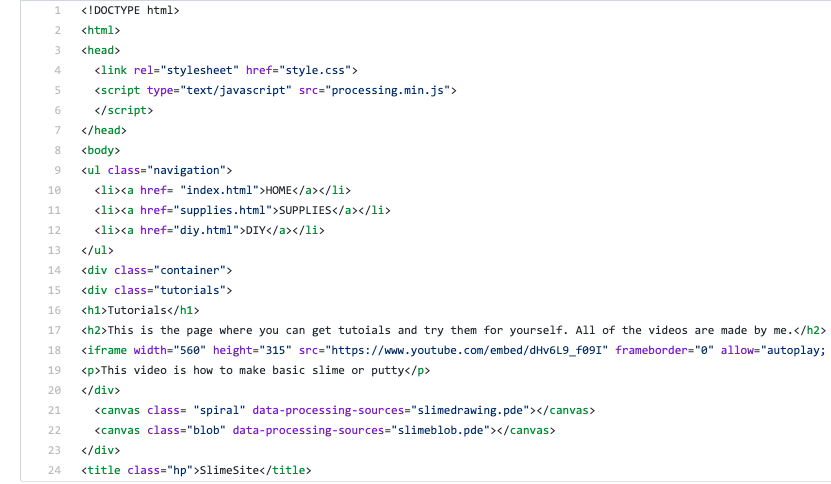 1 <!DOCTYPE html>
2 <html>
3 <head>
4 <link rel="stylesheet" href="style.css">
5 <script type="text/javascript" src="processing.min.js">
6 </script>
7 </head>
8 <body>
9 <ul class="navigation">
10 <li><a href= "index.html">HOME</a></li>
11 <li><a href="supplies.html">SUPPLIES</a></li>
12 <li><a href="diy.html">DIY</a></li>
13 </ul>
14 <div class="container">
15 <div class="tutorials">
16 <h1>Tutorials</h1>
17 <h2>This is the page where you can get tutoials and try them for yourself. All of the videos are made by me.</h2>
18 <iframe width="560" height="315" src="https://www.youtube.com/embed/dHv6L9_f09I" frameborder="0" allow="autoplay;
19 <p>This video is how to make basic slime or putty</p>
20 </div>
21 <canvas class= "spiral" data-processing-sources="slimedrawing.pde"></canvas>
22 <canvas class="blob" data-processing-sources="slimeblob.pde"></canvas>
23 </div>
24 <title class="hp">SlimeSite</title>